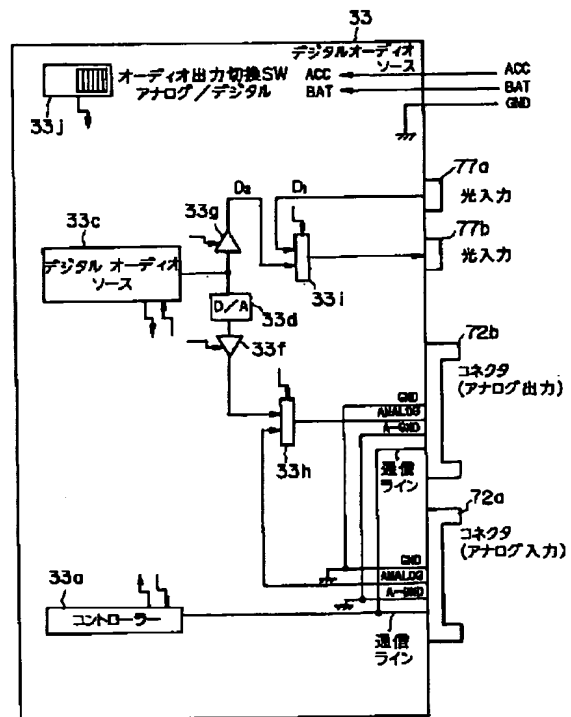 33
デジタルオーディオ
ソース
オーディオ出力切換SW
アナログ/デジタル
33j
ACC
BAT
ACC
BAT
GND
77a
光入力
D₂
D₁
33g
33c
デジタル オーディオ
ソース
77b
光入力
33i
D/A
33d
33f
72b
コネクタ
(アナログ出力)
GND
ANALOG
A-GND
33h
通信
ライン
72a
コネクタ
(アナログ入力)
GND
ANALOG
A-GND
33a
コントローラー
通信
ライン